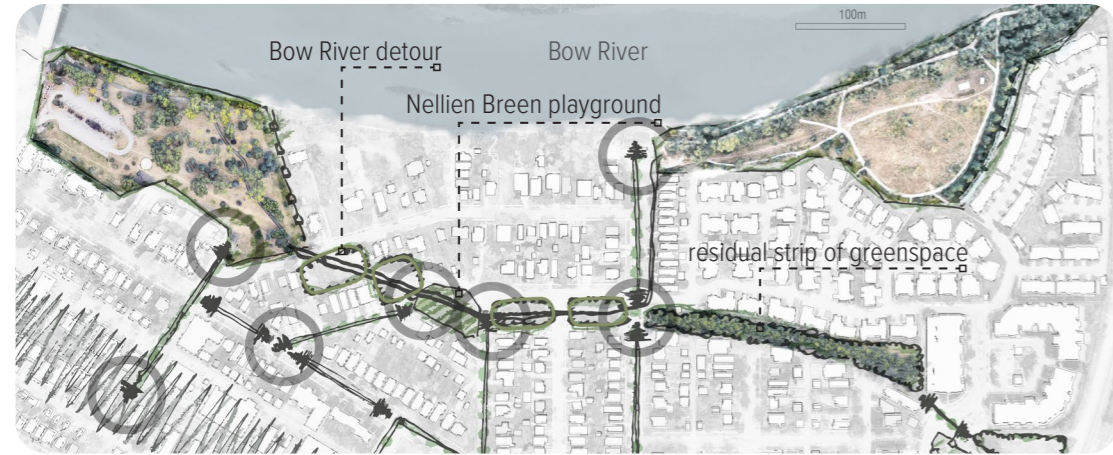 100m
Bow River detour
Bow River
Nellien Breen playground
residual strip of greenspace